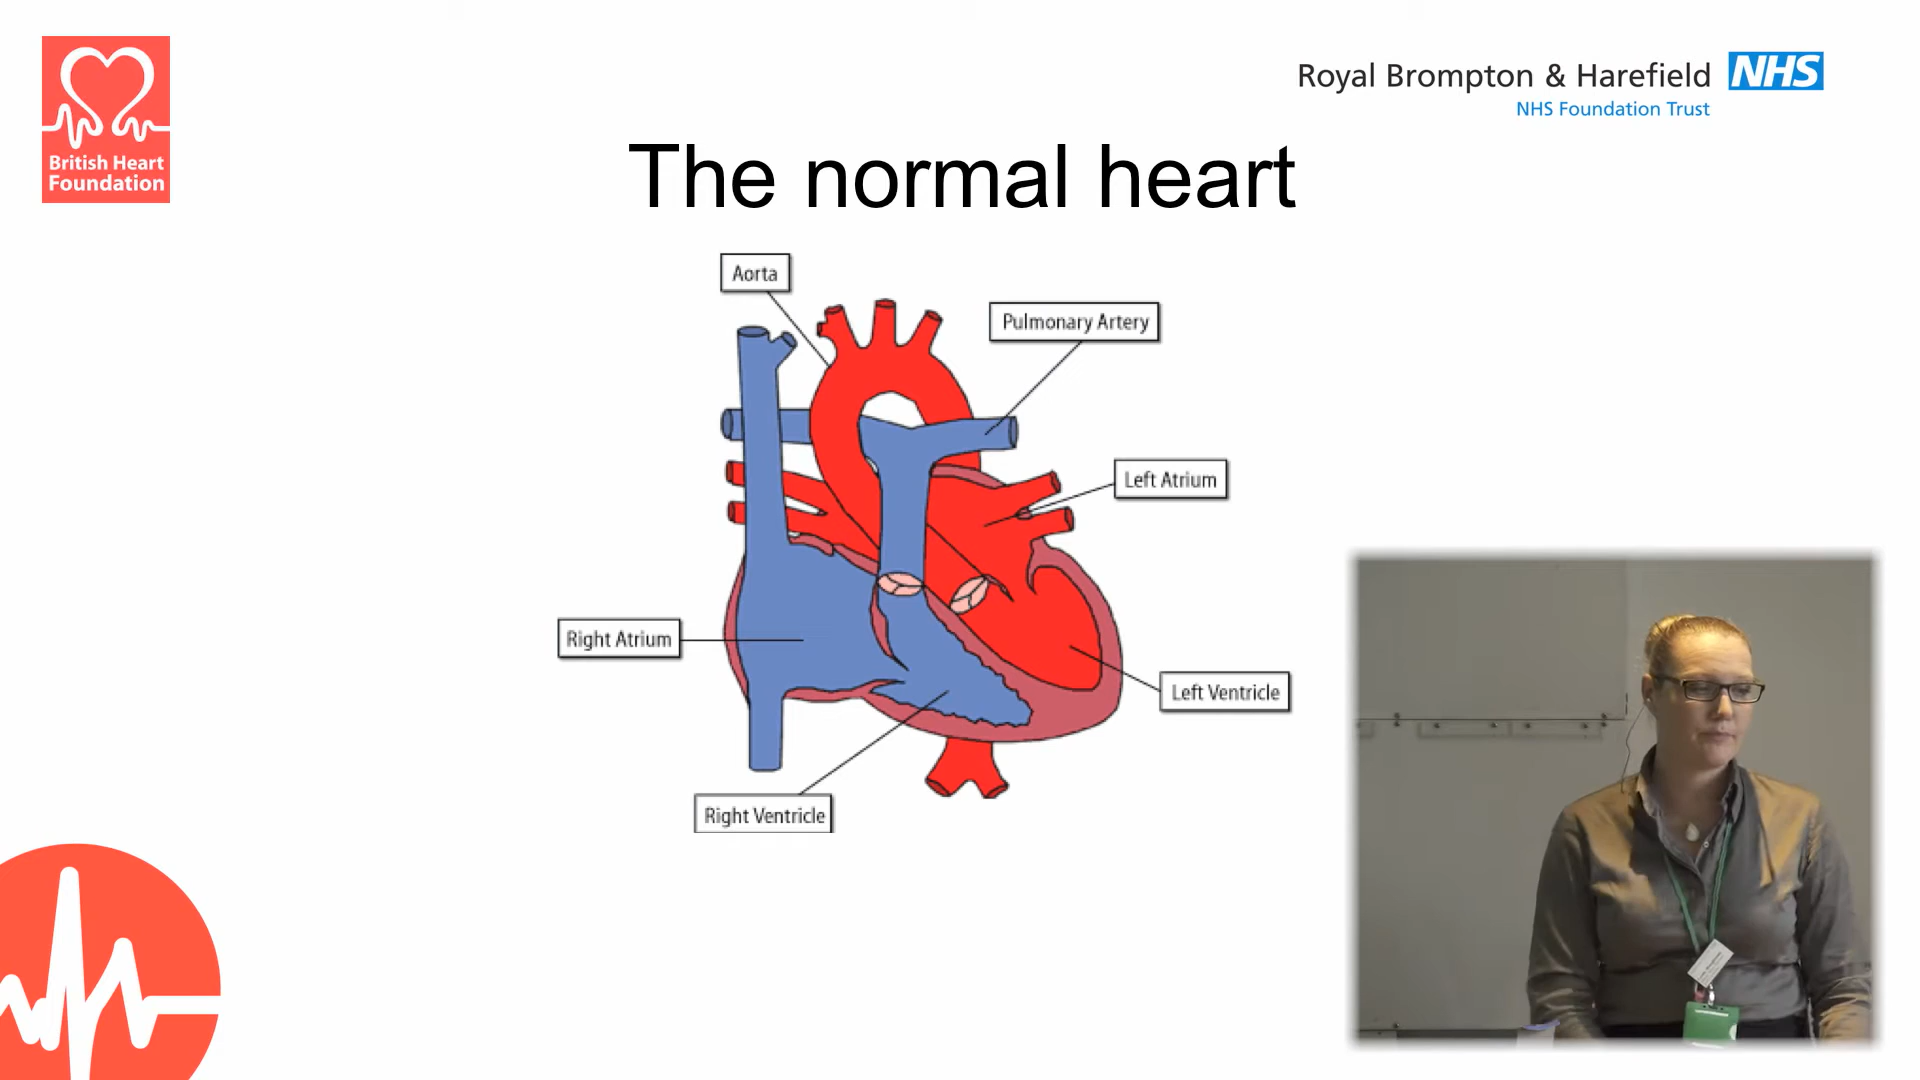 British Heart
Foundation
Royal Brompton & Harefield NHS
NHS Foundation Trust
The normal heart
Aorta
Pulmonary Artery
Left Atrium
Right Atrium
Left Ventricle
Right Ventricle